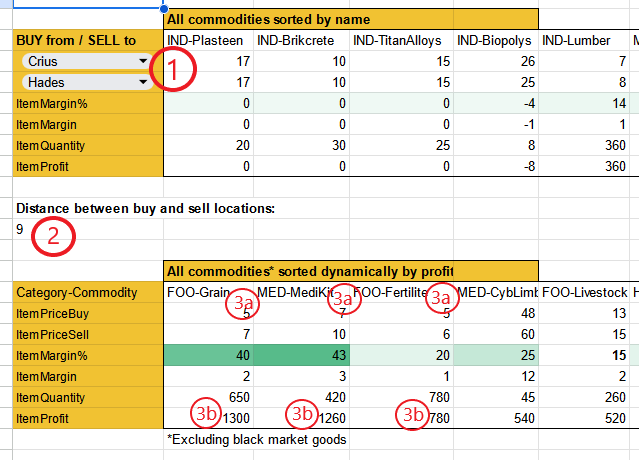 All commodities sorted by name
BUY from / SELL to IND-Plasteen IND-Brikcrete IND-TitanAlloys IND-Biopolys IND-Lumber
Crius 1 17 10 15 26 7
Hades 17 10 15 25 8
ItemMargin% 0 0 0 -4 14
ItemMargin 0 0 0 -1 1
ItemQuantity 20 30 25 8 360
ItemProfit 0 0 0 -8 360
Distance between buy and sell locations:
9 2
All commodities* sorted dynamically by profit
Category-Commodity FOO-Grain 3a MED-MediKit 3a FOO-Fertilite 3a MED-CybLimb FOO-Livestock
ItemPriceBuy 5 7 5 48 13
ItemPriceSell 7 10 6 60 15
ItemMargin% 40 43 20 25 15
ItemMargin 2 3 1 12 2
ItemQuantity 650 420 780 45 260
ItemProfit 3b 1300 3b 1260 3b 780 540 520
*Excluding black market goods